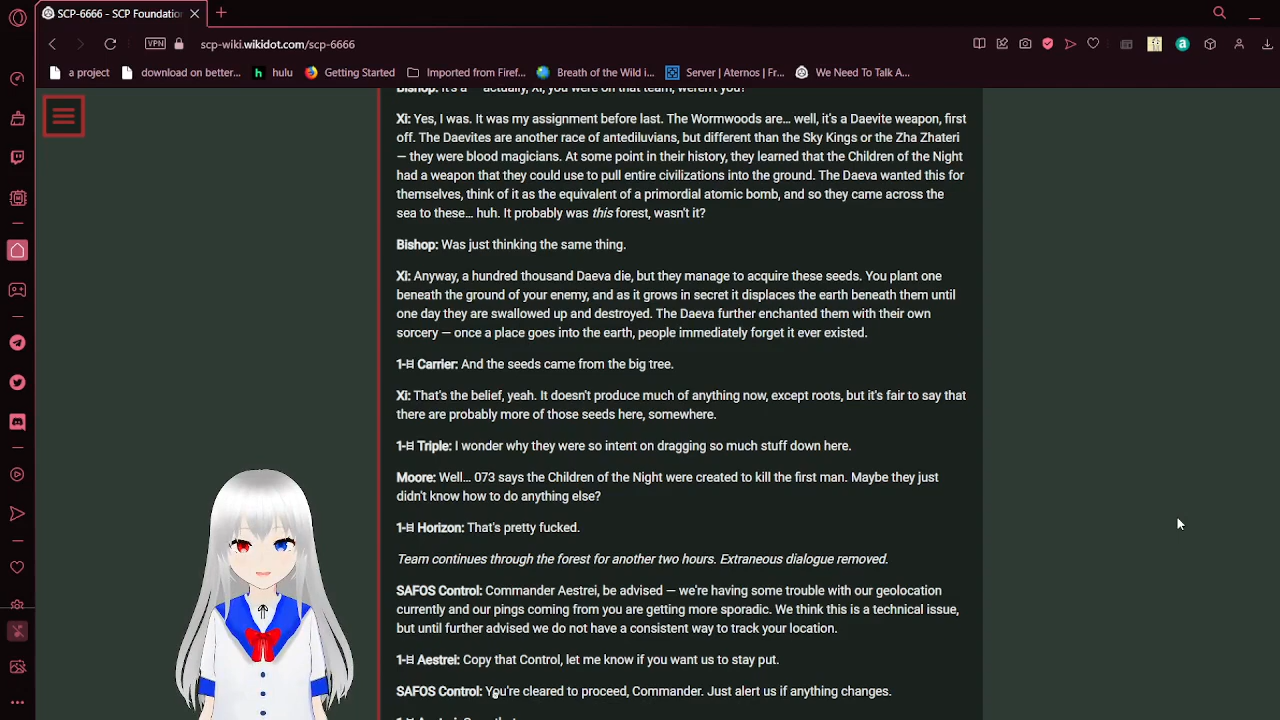 SCP-6666 - SCP Foundation
VPN
scp-wiki.wikidot.com/scp-6666
a project
download on better...
hulu
Getting Started
Imported from Firef...
Breath of the Wild i...
Server | Aternos | Fr...
We Need To Talk A...
Bishop: It's a — actually, Xi, you were on that team, weren't you?
Xi: Yes, I was. It was my assignment before last. The Wormwoods are… well, it's a Daevite weapon, first
off. The Daevites are another race of antediluvians, but different than the Sky Kings or the Zha Zhateri
— they were blood magicians. At some point in their history, they learned that the Children of the Night
had a weapon that they could use to pull entire civilizations into the ground. The Daeva wanted this for
themselves, think of it as the equivalent of a primordial atomic bomb, and so they came across the
sea to these… huh. It probably was this forest, wasn't it?
Bishop: Was just thinking the same thing.
Xi: Anyway, a hundred thousand Daeva die, but they manage to acquire these seeds. You plant one
beneath the ground of your enemy, and as it grows in secret it displaces the earth beneath them until
one day they are swallowed up and destroyed. The Daeva further enchanted them with their own
sorcery — once a place goes into the earth, people immediately forget it ever existed.
1-ℵ Carrier: And the seeds came from the big tree.
Xi: That's the belief, yeah. It doesn't produce much of anything now, except roots, but it's fair to say that
there are probably more of those seeds here, somewhere.
Triple: I wonder why they were so intent on dragging so much stuff down here.
Moore: Well… 073 says the Children of the Night were created to kill the first man. Maybe they just
didn't know how to do anything else?
Horizon: That's pretty fucked.
Team continues through the forest for another two hours. Extraneous dialogue removed.
SAFOS Control: Commander Aestrei, be advised — we're having some trouble with our geolocation
currently and our pings coming from you are getting more sporadic. We think this is a technical issue,
but until further advised we do not have a consistent way to track your location.
Aestrei: Copy that Control, let me know if you want us to stay put.
SAFOS Control: You're cleared to proceed, Commander. Just alert us if anything changes.